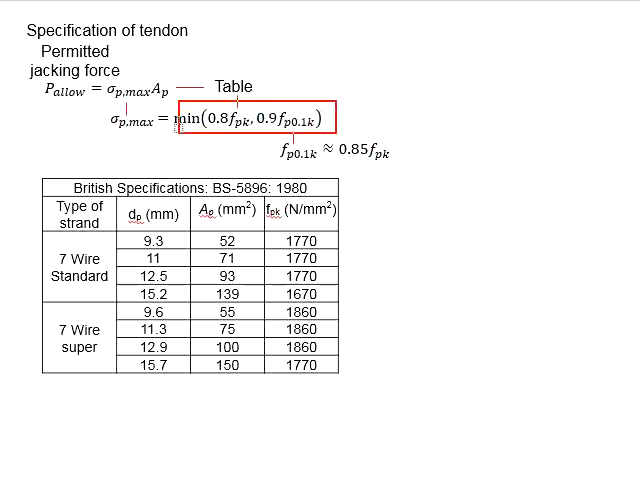 Specification of tendon
Permitted
jacking force
P_allow = σ_p,max A_p — Table
σ_p,max = min(0.8f_pk, 0.9f_p0.1k)
f_p0.1k ≈ 0.85f_pk
British Specifications: BS-5896: 1980
Type of strand d_p (mm) A_p (mm²) f_pk (N/mm²)
7 Wire Standard
9.3 52 1770
11 71 1770
12.5 93 1770
15.2 139 1670
7 Wire super
9.6 55 1860
11.3 75 1860
12.9 100 1860
15.7 150 1770